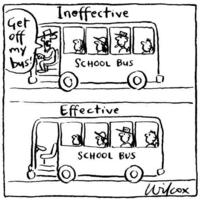 Ineffective
Get
off
my
bus!
SCHOOL BUS
Effective
SCHOOL BUS
Wilcox